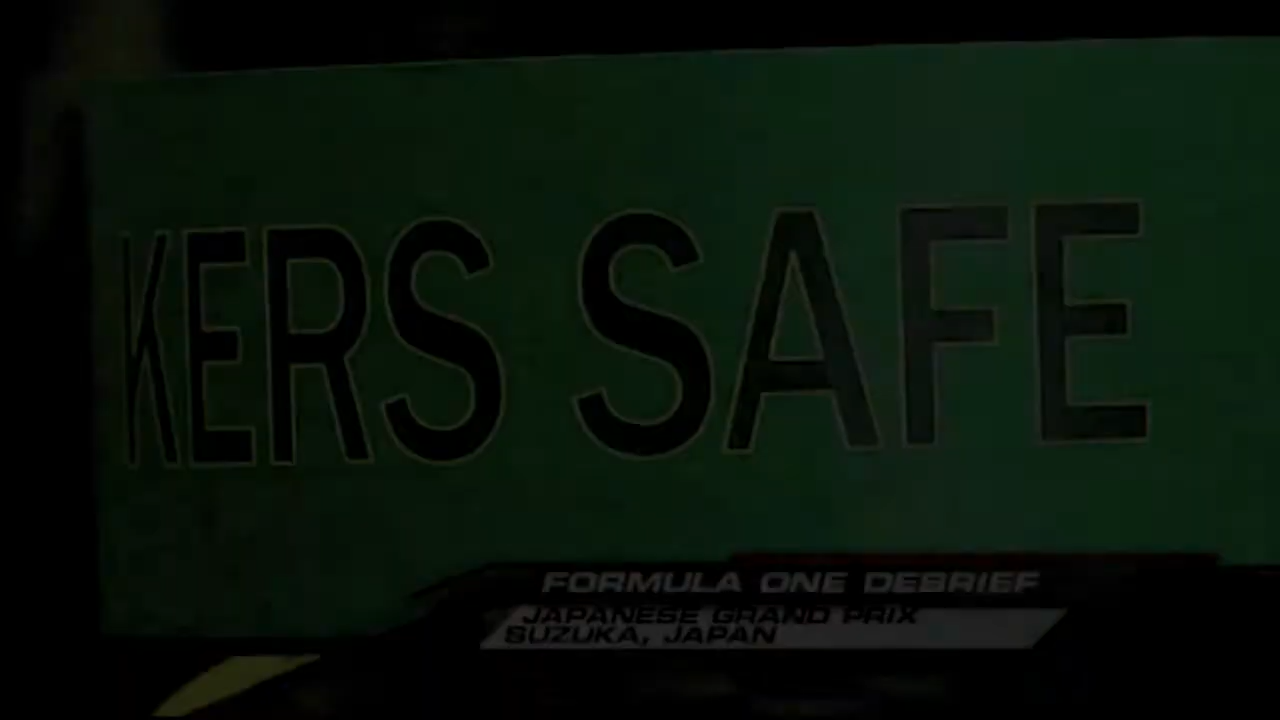 KERS SAFE
FORMULA ONE DEBRIEF
JAPANESE GRAND PRIX
SUZUKA, JAPAN